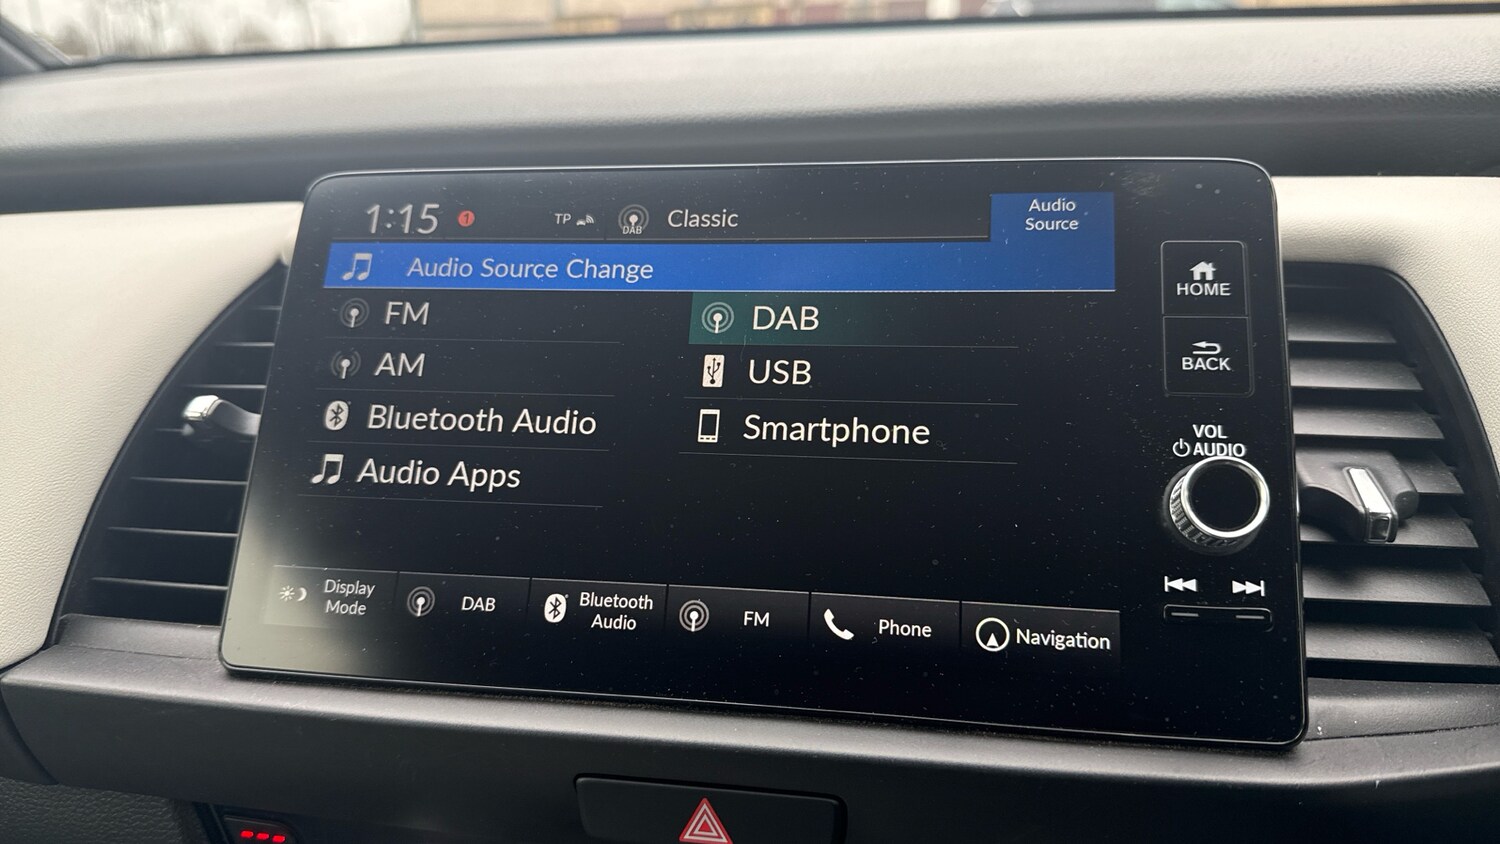 1:15 1 TP DAB Classic Audio
Source
Audio Source Change
HOME
FM DAB
AM USB
BACK
Bluetooth Audio Smartphone
VOL
AUDIO
Audio Apps
Display
Mode
DAB
Bluetooth
Audio
FM
Phone
Navigation